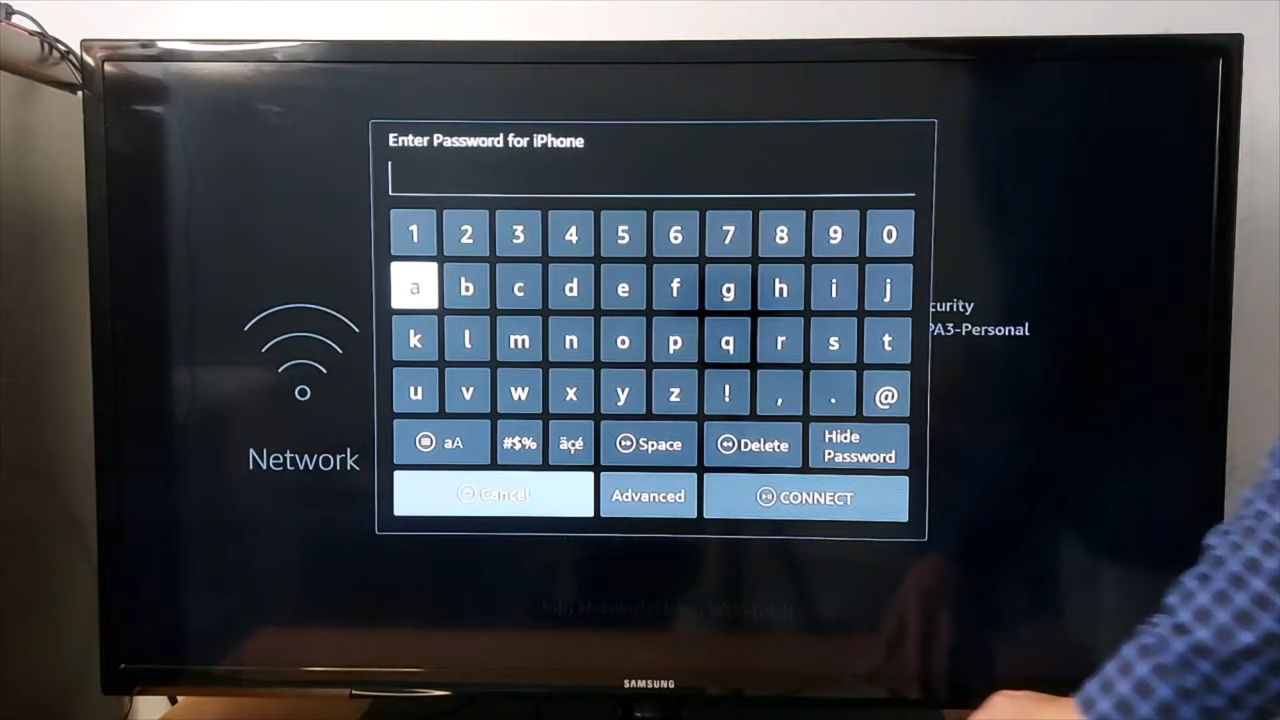 Enter Password for iPhone
1 2 3 4 5 6 7 8 9 0
a b c d e f g h i j
k l m n o p q r s t
u v w x y z ! , . @
aA #$% äçé Space Delete Hide Password
Cancel Advanced CONNECT
curity
PA3-Personal
Network
SAMSUNG